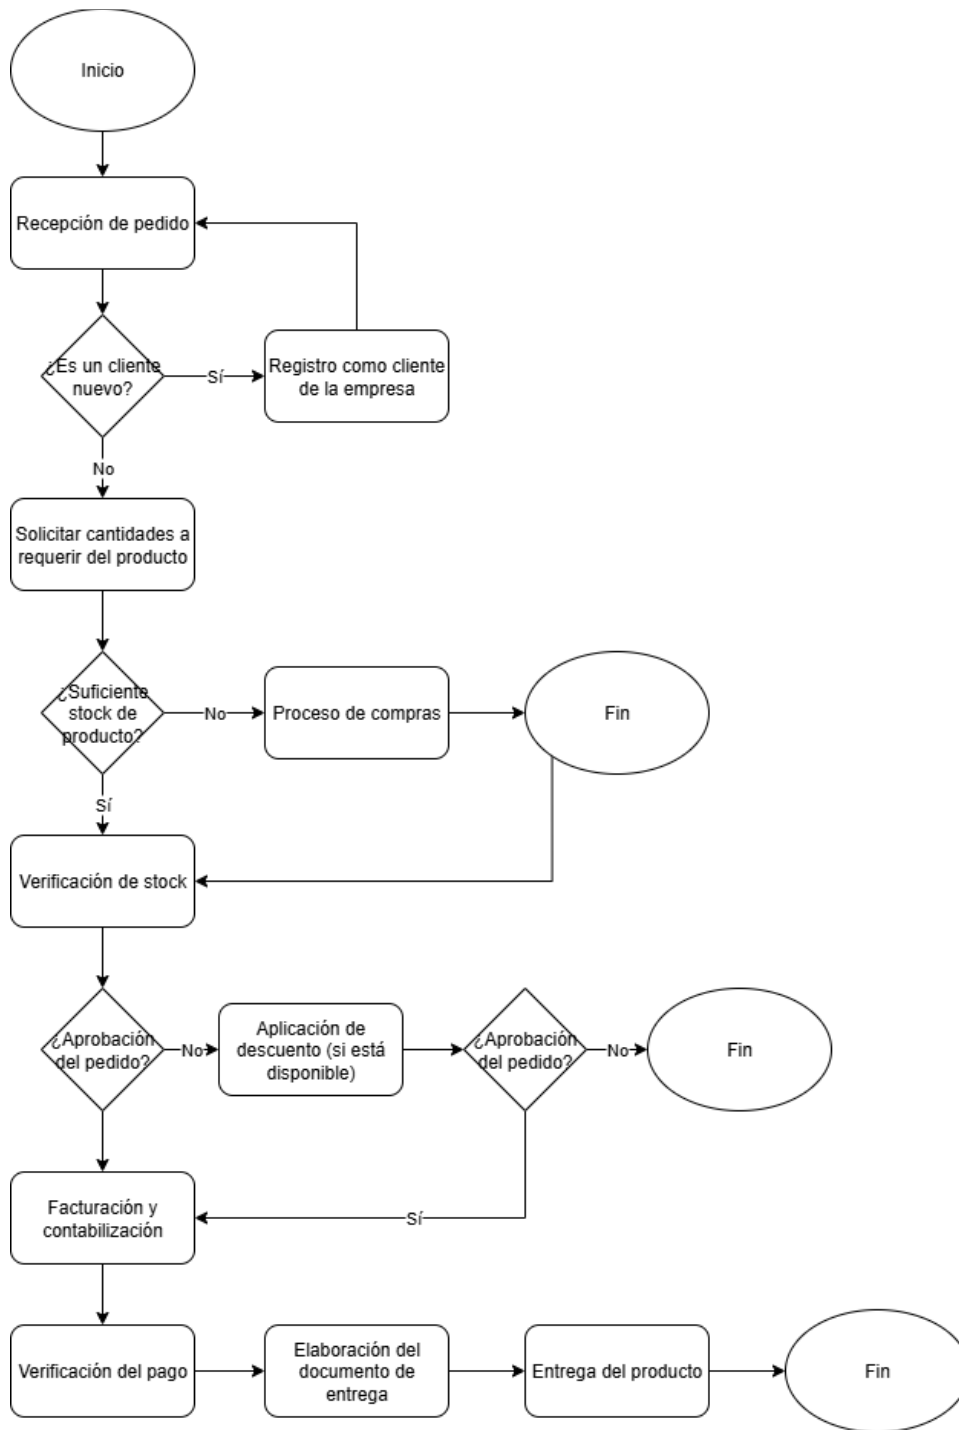 Inicio
Recepción de pedido
¿Es un cliente
nuevo?
Sí
Registro como cliente
de la empresa
No
Solicitar cantidades a
requerir del producto
¿Suficiente
stock de
producto?
No
Proceso de compras
Fin
Sí
Verificación de stock
¿Aprobación
del pedido?
No
Aplicación de
descuento (si está
disponible)
¿Aprobación
del pedido?
No
Fin
Facturación y
contabilización
Sí
Verificación del pago
Elaboración del
documento de
entrega
Entrega del producto
Fin